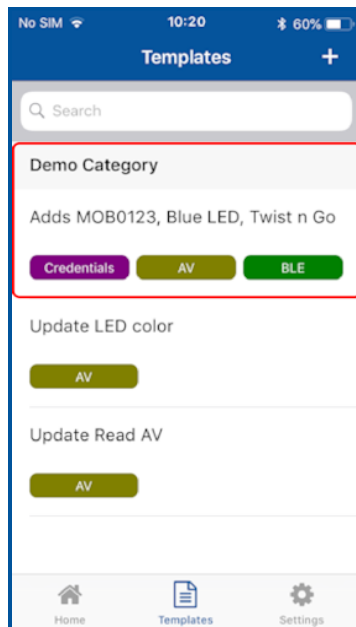 No SIM 10:20 60%
Templates +
Search
Demo Category
Adds MOB0123, Blue LED, Twist n Go
Credentials AV BLE
Update LED color
AV
Update Read AV
AV
Home Templates Settings